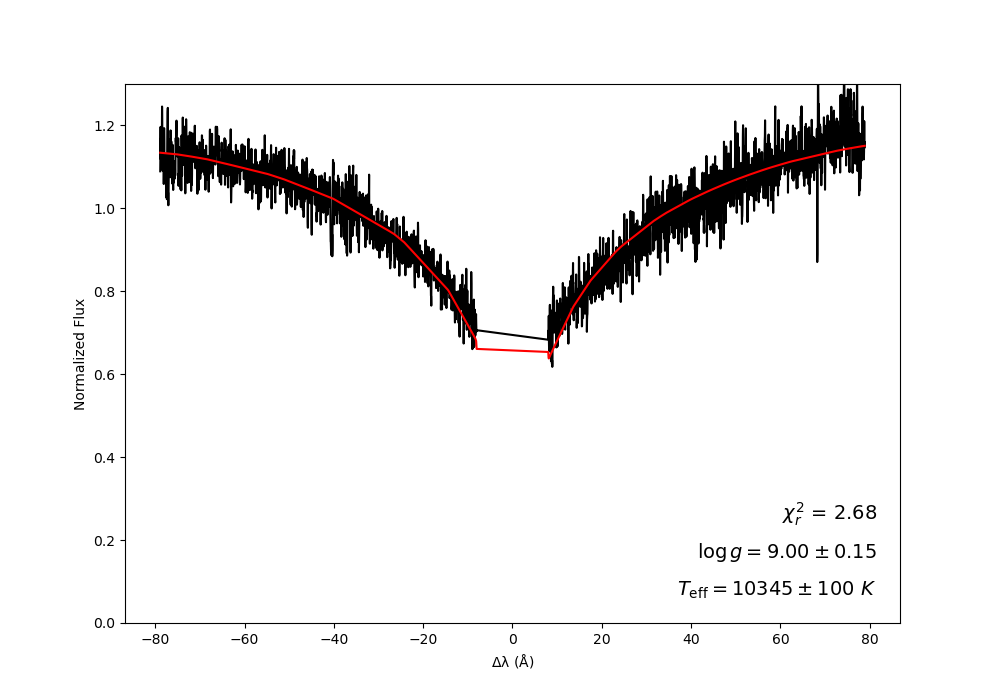 1.2
1.0
0.8
0.6
0.4
0.2
0.0
Normalized Flux
χ²ᵣ = 2.68
log g = 9.00 ± 0.15
T_eff = 10345 ± 100 K
−80 −60 −40 −20 0 20 40 60 80
Δλ (Å)